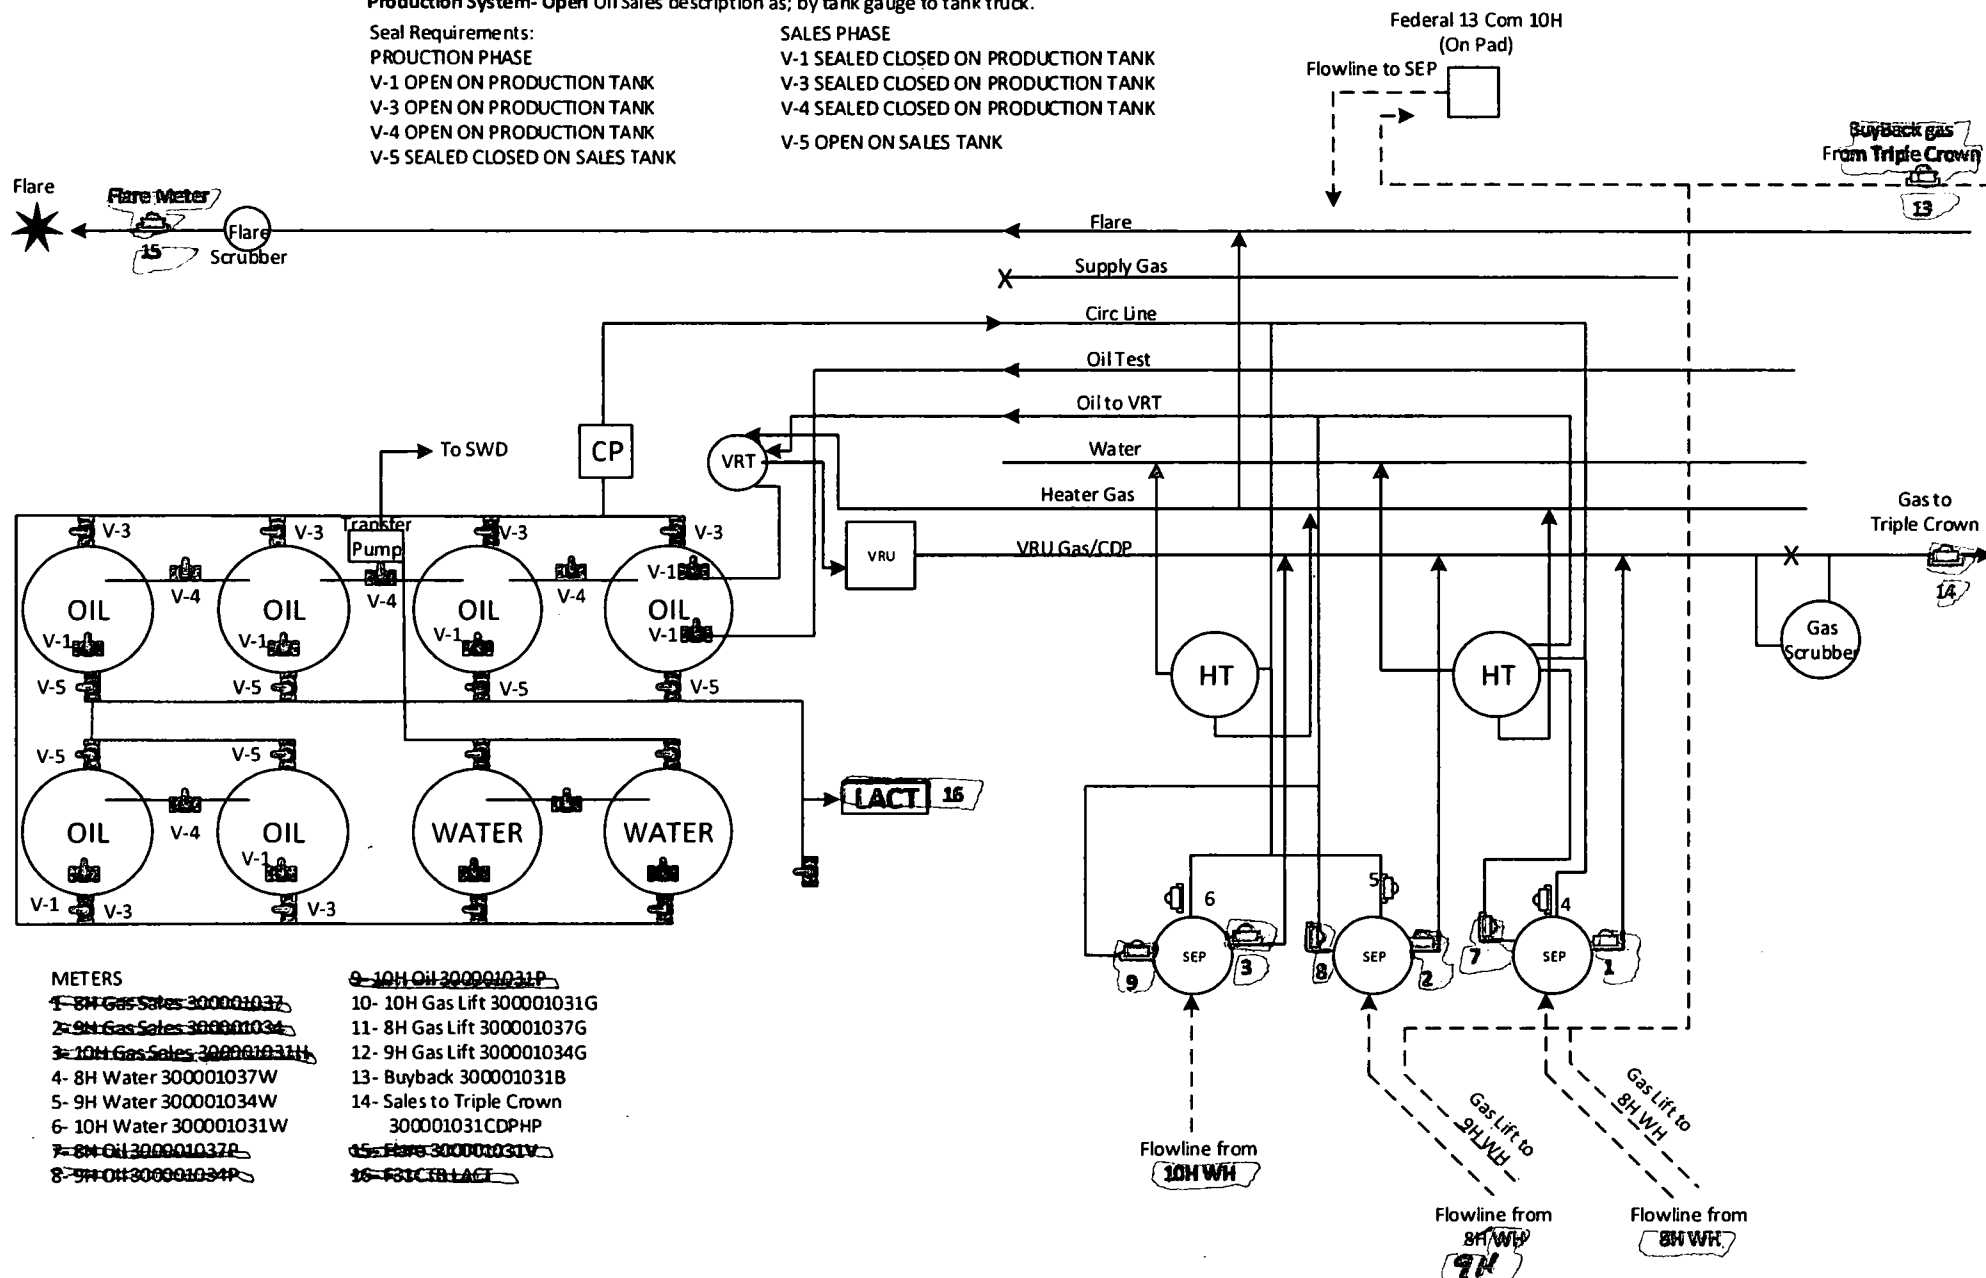 Production System- Open Oil Sales description as; by tank gauge to tank truck.
Seal Requirements:
PROUCTION PHASE
V-1 OPEN ON PRODUCTION TANK
V-3 OPEN ON PRODUCTION TANK
V-4 OPEN ON PRODUCTION TANK
V-5 SEALED CLOSED ON SALES TANK
SALES PHASE
V-1 SEALED CLOSED ON PRODUCTION TANK
V-3 SEALED CLOSED ON PRODUCTION TANK
V-4 SEALED CLOSED ON PRODUCTION TANK
V-5 OPEN ON SALES TANK
Federal 13 Com 10H
(On Pad)
Flowline to SEP
BuyBack gas
From Triple Crown
13
Flare
Flare Meter
15
Flare
Scrubber
Flare
Supply Gas
X
Circ Line
Oil Test
Oil to VRT
Water
Heater Gas
VRU Gas/CDP
To SWD
CP
VRT
VRU
Gas to
Triple Crown
14
X
Gas
Scrubber
Transfer
Pump
V-3
V-3
V-3
V-3
V-4
V-4
V-4
V-1
OIL
OIL
OIL
OIL
V-1
V-1
V-1
V-1
V-5
V-5
V-5
V-5
HT
HT
V-5
V-5
LACT
16
OIL
V-4
OIL
WATER
WATER
V-1
V-1
V-3
V-3
6
5
4
SEP
SEP
SEP
9
3
8
2
7
1
METERS
1- 8H Gas Sales 300001037
2- 9H Gas Sales 300001034
3- 10H Gas Sales 300001031H
4- 8H Water 300001037W
5- 9H Water 300001034W
6- 10H Water 300001031W
7- 8H Oil 300001037P
8- 9H Oil 300001034P
9- 10H Oil 300001031P
10- 10H Gas Lift 300001031G
11- 8H Gas Lift 300001037G
12- 9H Gas Lift 300001034G
13- Buyback 300001031B
14- Sales to Triple Crown
300001031CDPHP
15- Flare 300001031V
16- F31CTB LACT
Flowline from
10H WH
Gas Lift to
9H WH
Gas Lift to
8H WH
Flowline from
8H WH
9H
Flowline from
8H WH